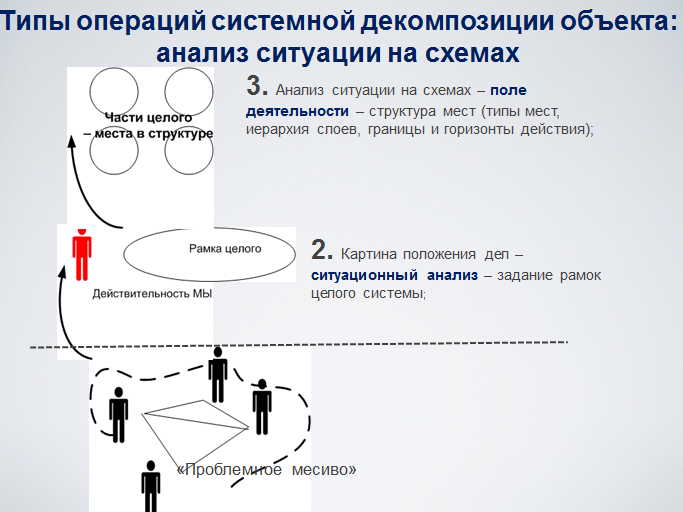 Типы операций системной декомпозиции объекта:
анализ ситуации на схемах
3. Анализ ситуации на схемах – поле
деятельности – структура мест (типы мест,
иерархия слоев, границы и горизонты действия);
Части целого
– места в структуре
Рамка целого
Действительность МЫ
2. Картина положения дел –
ситуационный анализ – задание рамок
целого системы;
«Проблемное месиво»